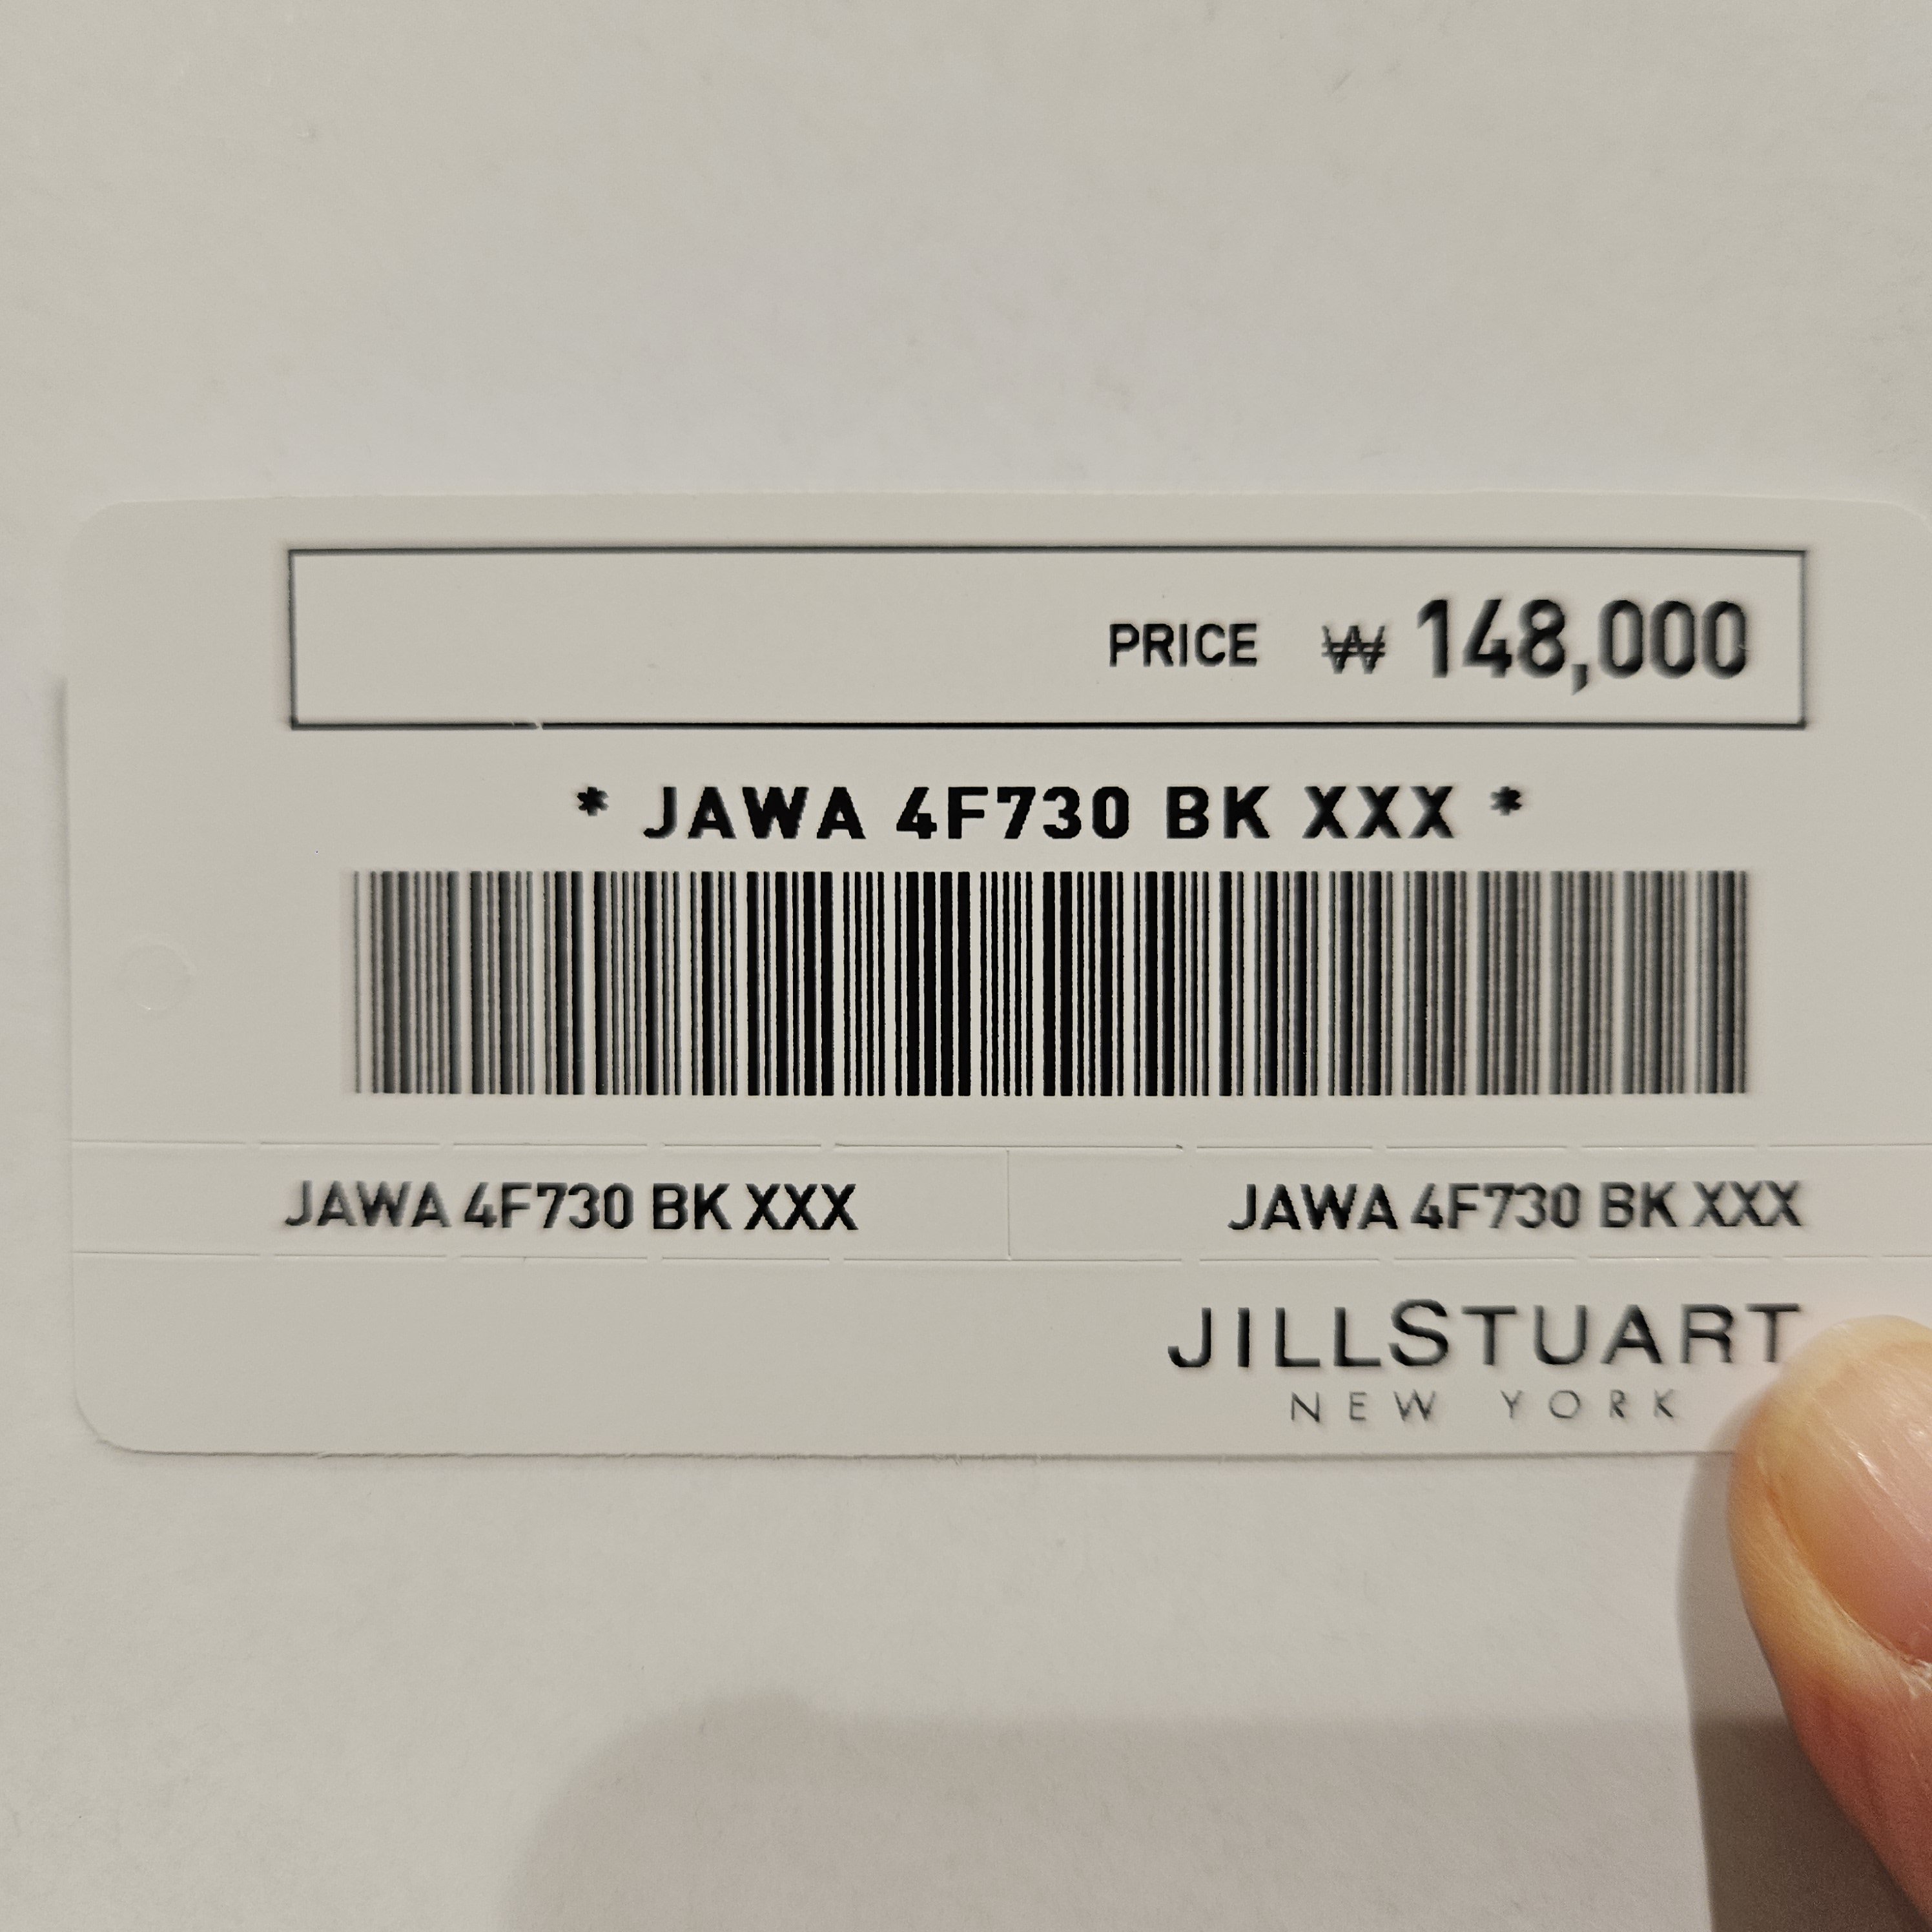 PRICE ₩ 148,000
* JAWA 4F730 BK XXX *
JAWA 4F730 BK XXX JAWA 4F730 BK XXX
JILLSTUART
NEW YORK